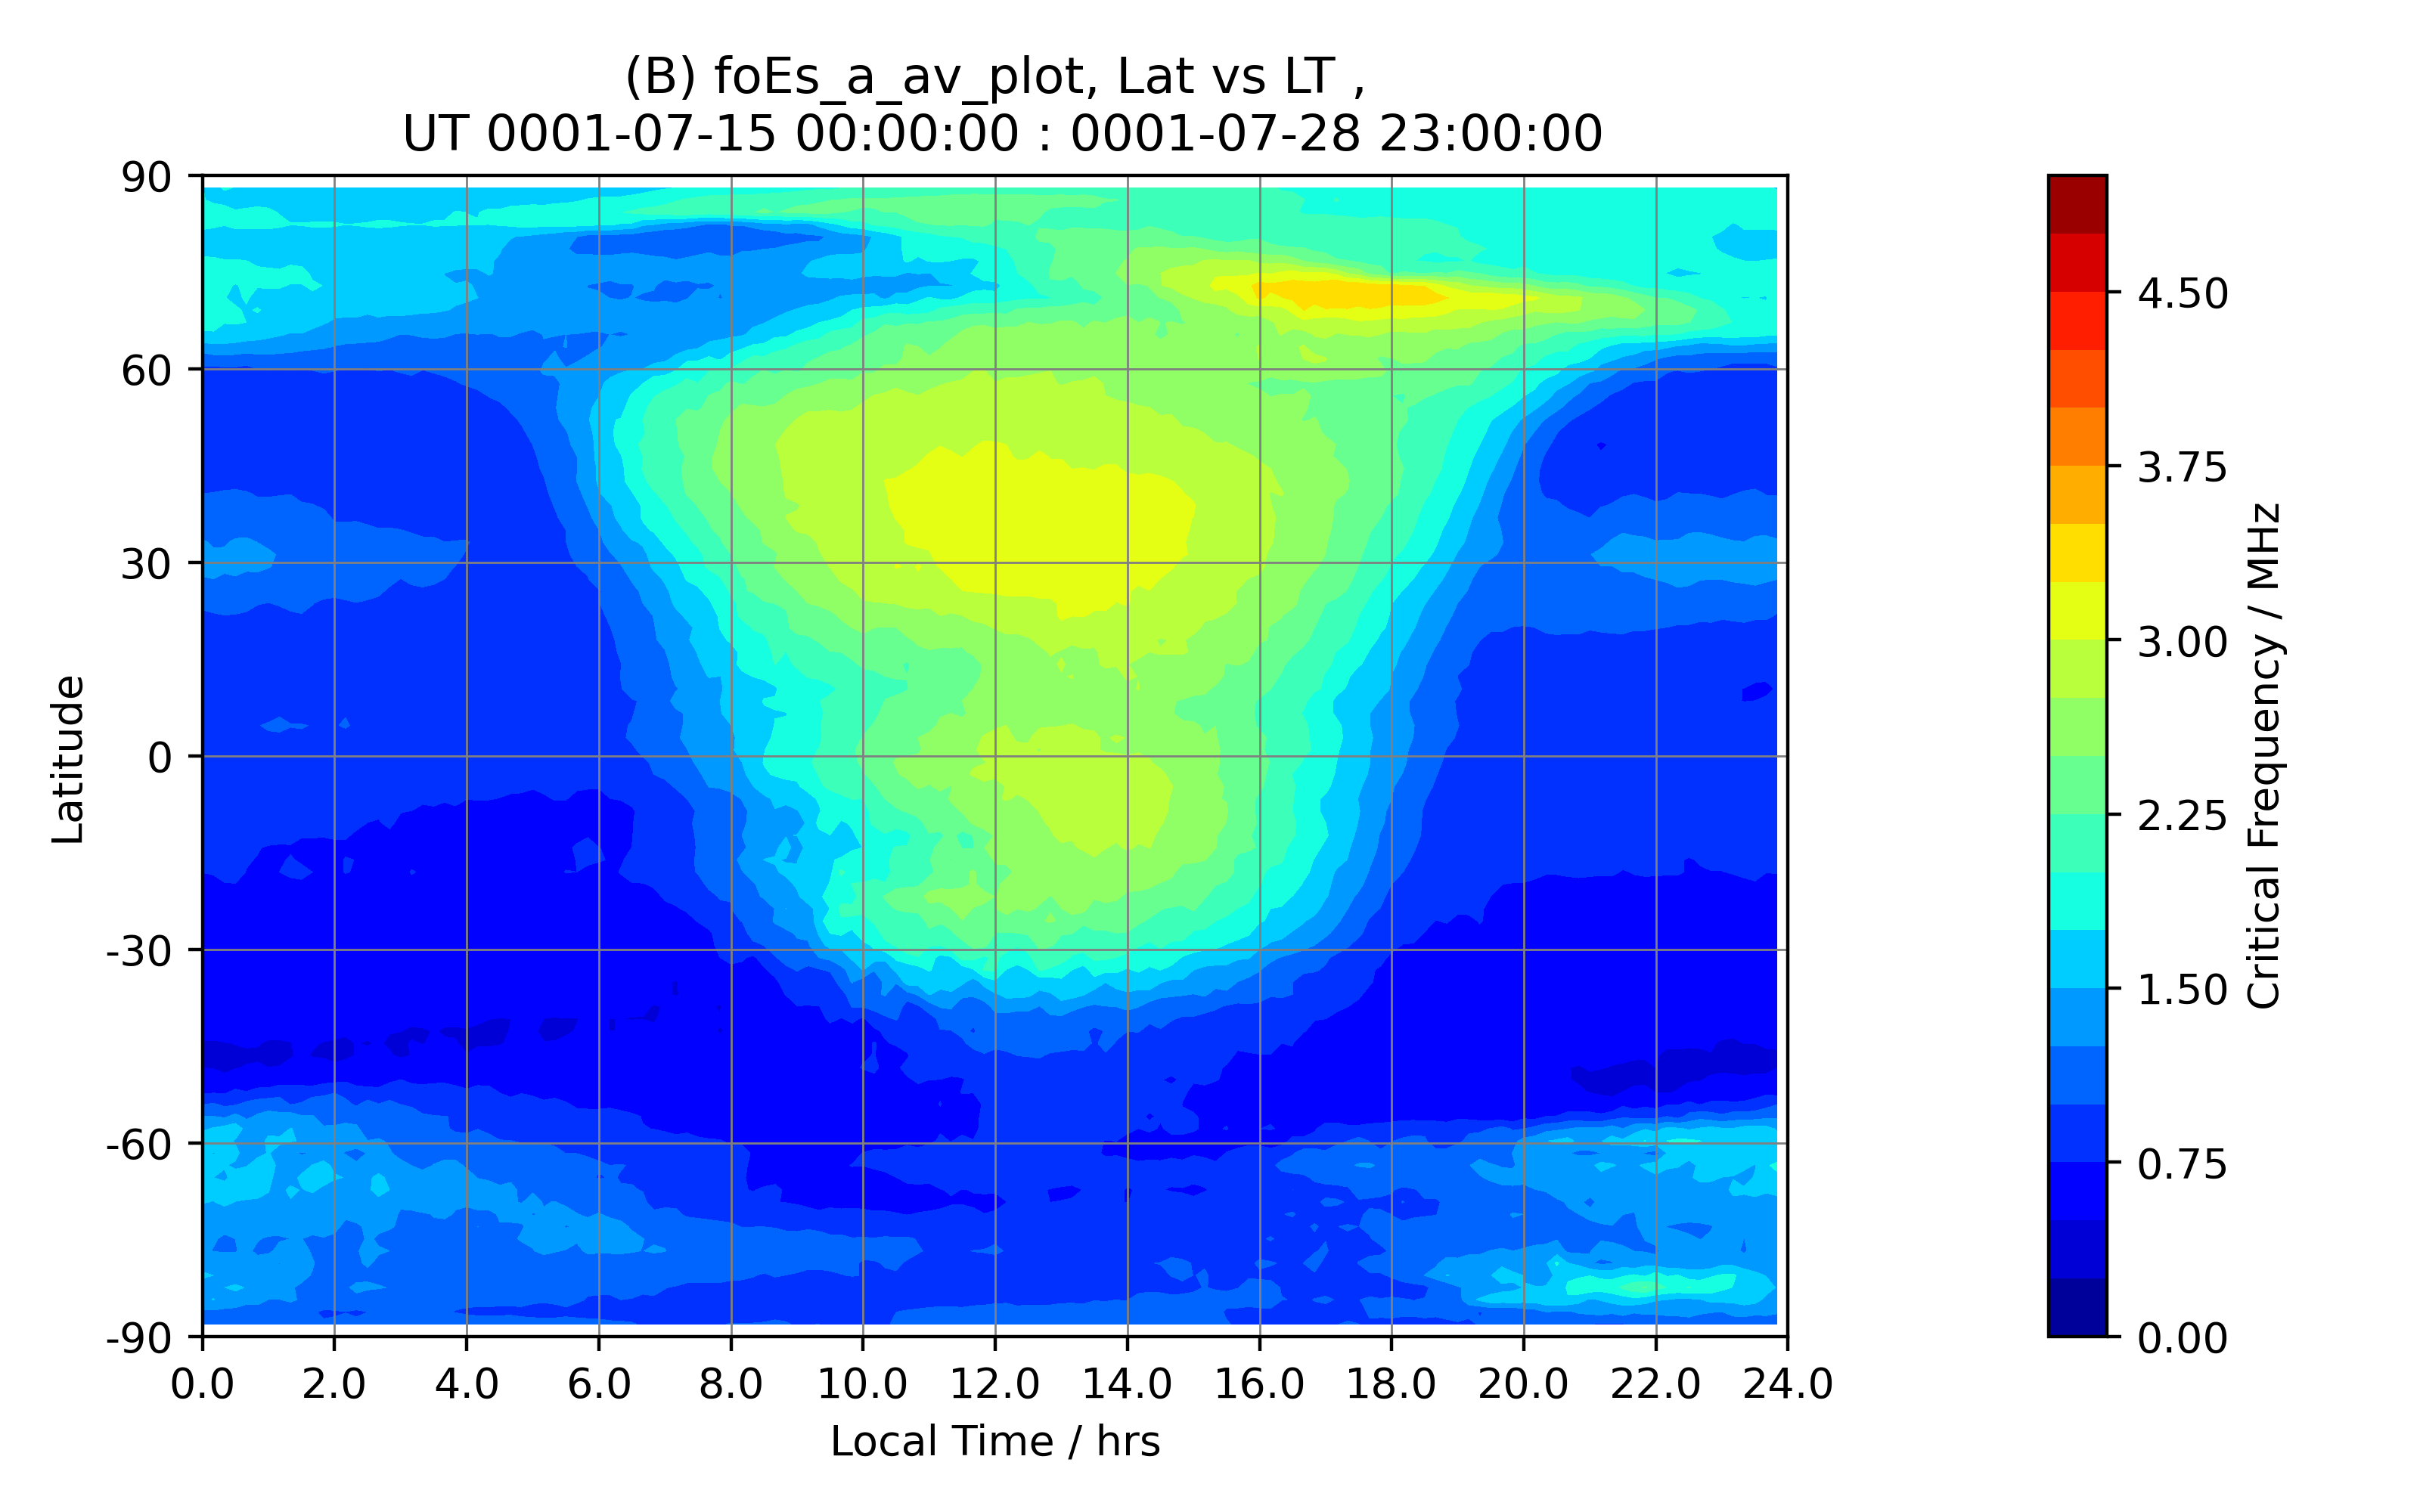 (B) foEs_a_av_plot, Lat vs LT ,
UT 0001-07-15 00:00:00 : 0001-07-28 23:00:00
90
60
30
0
-30
-60
-90
Latitude
0.0 2.0 4.0 6.0 8.0 10.0 12.0 14.0 16.0 18.0 20.0 22.0 24.0
Local Time / hrs
4.50
3.75
3.00
2.25
1.50
0.75
0.00
Critical Frequency / MHz